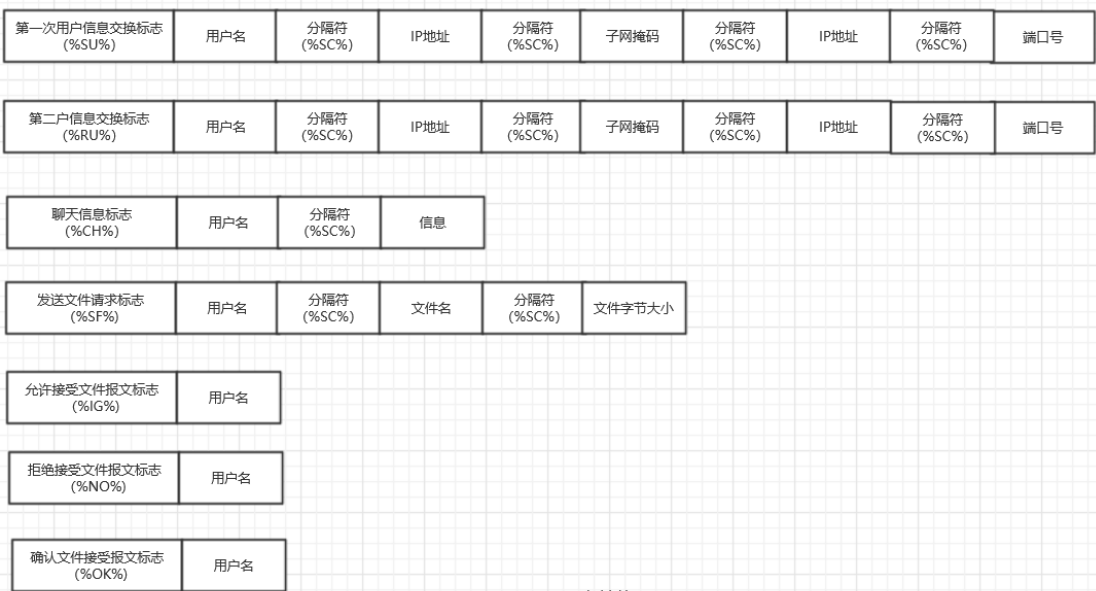 第一次用户信息交换标志 用户名 分隔符 IP地址 分隔符 子网掩码 分隔符 IP地址 分隔符 端口号
(%SU%) (%SC%) (%SC%) (%SC%) (%SC%)
第二户信息交换标志 用户名 分隔符 IP地址 分隔符 子网掩码 分隔符 IP地址 分隔符 端口号
(%RU%) (%SC%) (%SC%) (%SC%) (%SC%)
聊天信息标志 用户名 分隔符 信息
(%CH%) (%SC%)
发送文件请求标志 用户名 分隔符 文件名 分隔符 文件字节大小
(%SF%) (%SC%) (%SC%)
允许接受文件报文标志 用户名
(%IG%)
拒绝接受文件报文标志 用户名
(%NO%)
确认文件接受报文标志 用户名
(%OK%)